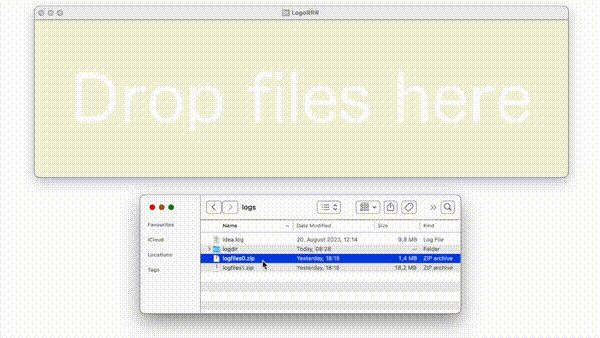 LogoRRR
Drop files here
logs
Favourites
iCloud
Locations
Tags
Name Date Modified Size Kind
idea.log 20. August 2023, 12:14 9,8 MB Log File
logdir Today, 08:28 -- Folder
logfiles0.zip Yesterday, 18:15 1,4 MB ZIP archive
logfiles1.zip Yesterday, 18:15 18,2 MB ZIP archive